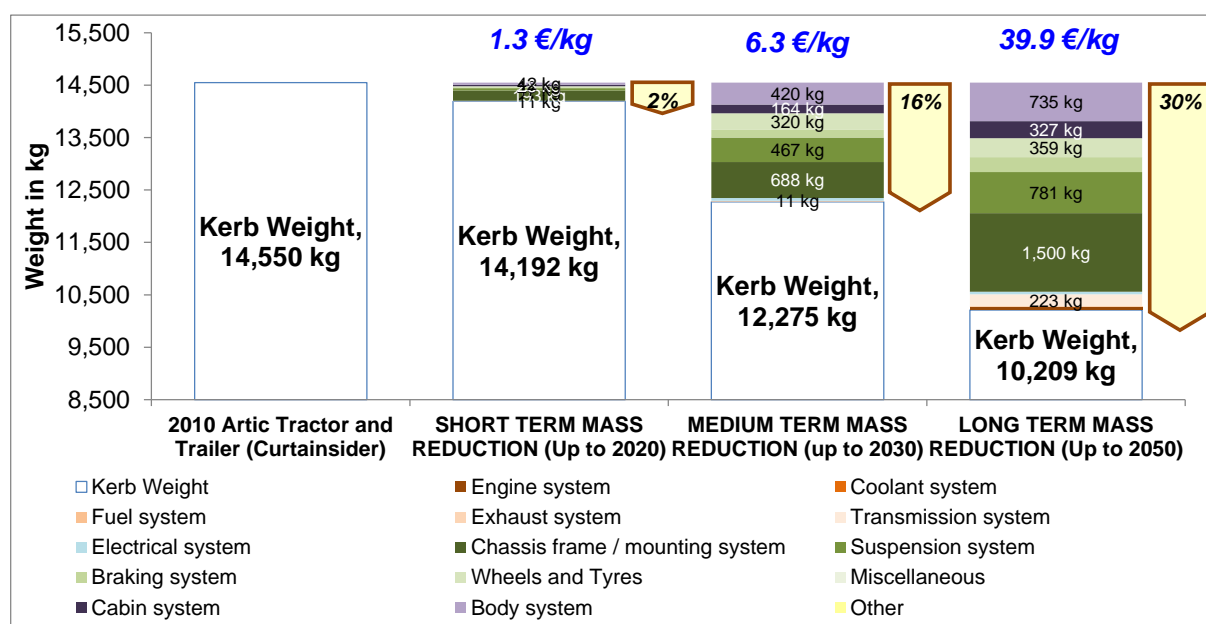 1.3 €/kg
6.3 €/kg
39.9 €/kg
Weight in kg
15,500
14,500
13,500
12,500
11,500
10,500
9,500
8,500
Kerb Weight,
14,550 kg
11 kg
2%
Kerb Weight,
14,192 kg
420 kg
164 kg
320 kg
467 kg
688 kg
11 kg
16%
Kerb Weight,
12,275 kg
735 kg
327 kg
359 kg
781 kg
1,500 kg
223 kg
30%
Kerb Weight,
10,209 kg
2010 Artic Tractor and
Trailer (Curtainsider)
SHORT TERM MASS
REDUCTION (Up to 2020)
MEDIUM TERM MASS
REDUCTION (up to 2030)
LONG TERM MASS
REDUCTION (Up to 2050)
Kerb Weight
Engine system
Coolant system
Fuel system
Exhaust system
Transmission system
Electrical system
Chassis frame / mounting system
Suspension system
Braking system
Wheels and Tyres
Miscellaneous
Cabin system
Body system
Other